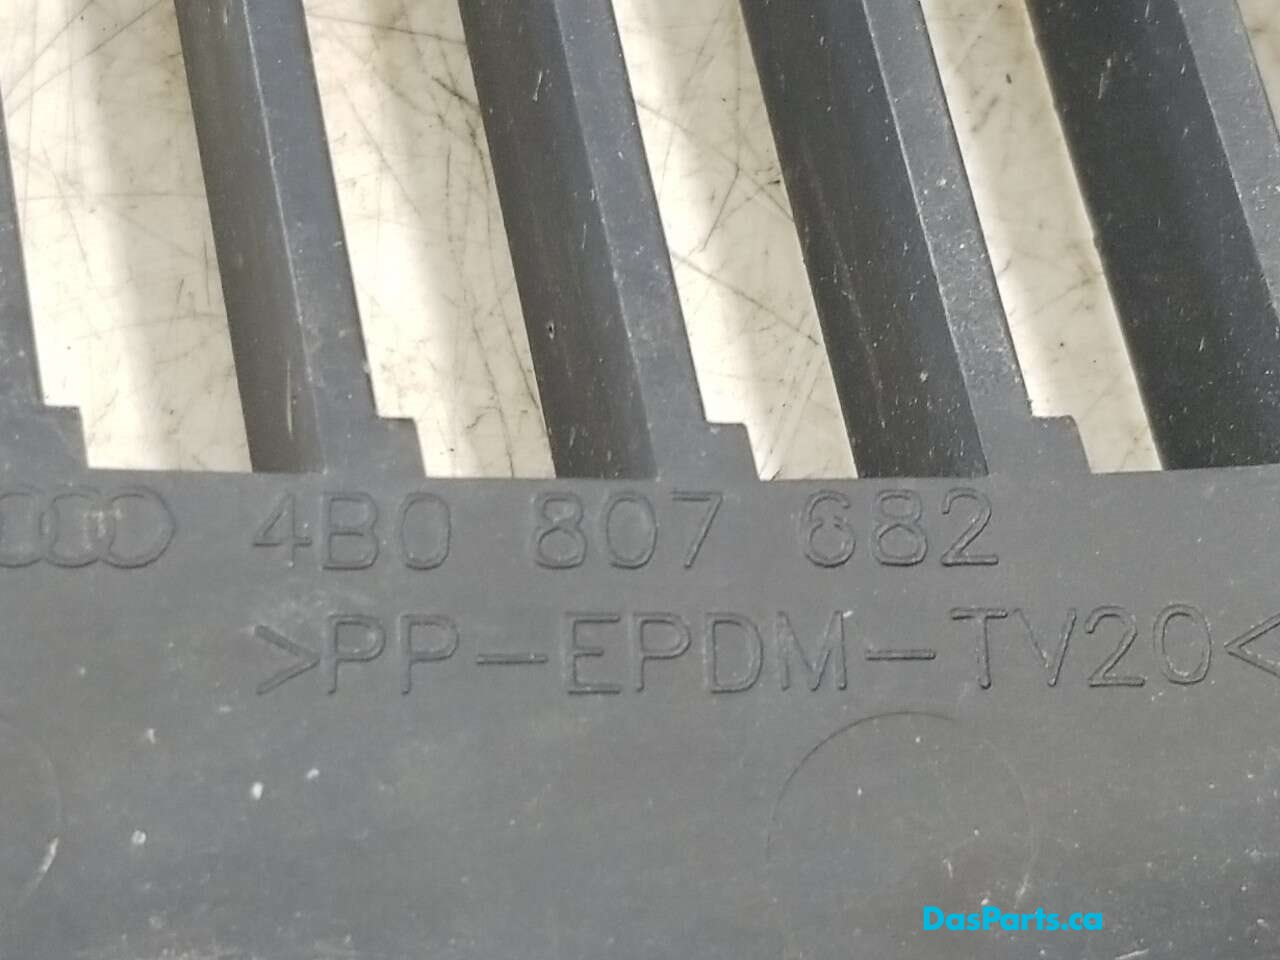 4B0 807 682
>PP-EPDM-TV20<
DasParts.ca